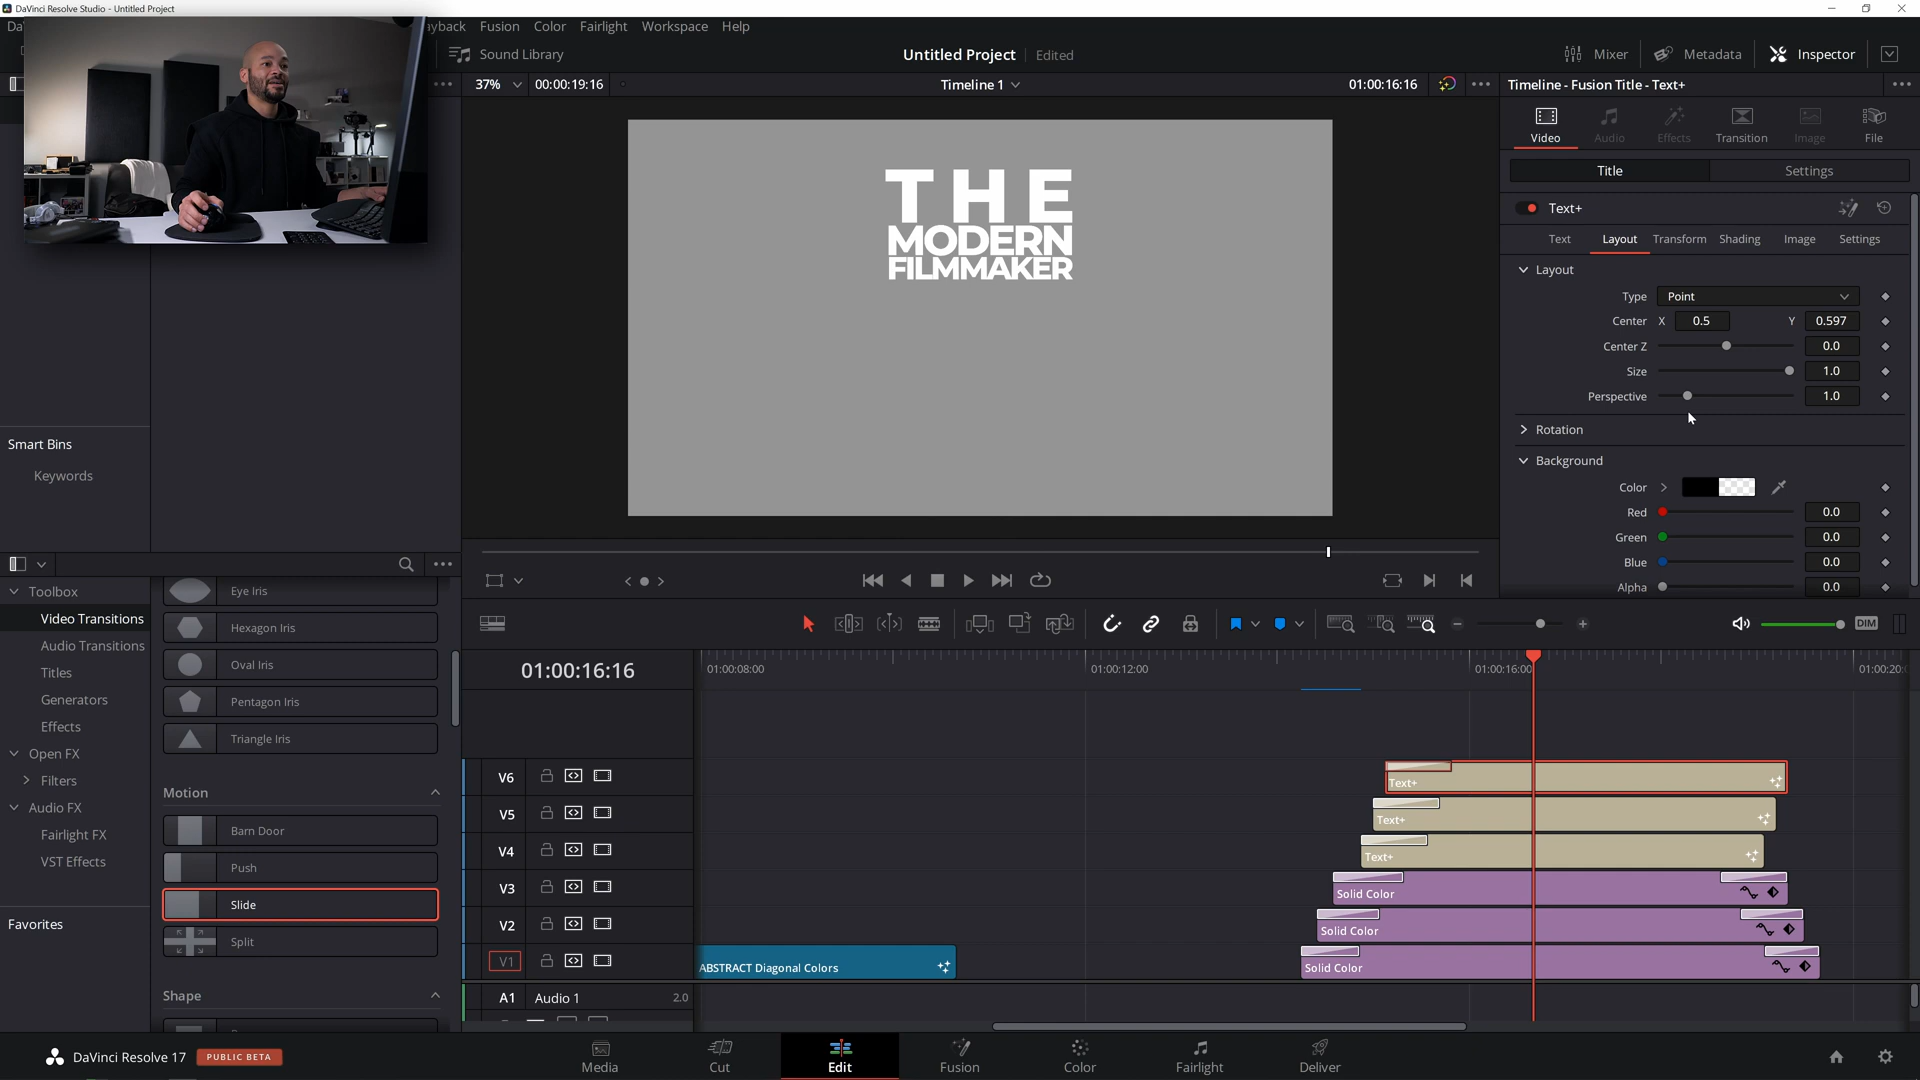 DaVinci Resolve Studio - Untitled Project
Da
ayback Fusion Color Fairlight Workspace Help
Sound Library
Untitled Project Edited
Mixer Metadata Inspector
37% 00:00:19:16 Timeline 1 01:00:16:16
Timeline - Fusion Title - Text+
Video Audio Effects Transition Image File
Title Settings
Text+
Text Layout Transform Shading Image Settings
Layout
Type Point
Center X 0.5 Y 0.597
Center Z 0.0
Size 1.0
Perspective 1.0
Rotation
Background
Color
Red 0.0
Green 0.0
Blue 0.0
Alpha 0.0
THE
MODERN
FILMMAKER
Smart Bins
Keywords
Toolbox
Video Transitions
Audio Transitions
Titles
Generators
Effects
Open FX
Filters
Audio FX
Fairlight FX
VST Effects
Favorites
Eye Iris
Hexagon Iris
Oval Iris
Pentagon Iris
Triangle Iris
Motion
Barn Door
Push
Slide
Split
Shape
DIM
01:00:16:16
01:00:08:00 01:00:12:00 01:00:16:00 01:00:20:
V6 Text+
V5 Text+
V4 Text+
V3 Solid Color
V2 Solid Color
V1 ABSTRACT Diagonal Colors Solid Color
A1 Audio 1 2.0
DaVinci Resolve 17 PUBLIC BETA
Media Cut Edit Fusion Color Fairlight Deliver